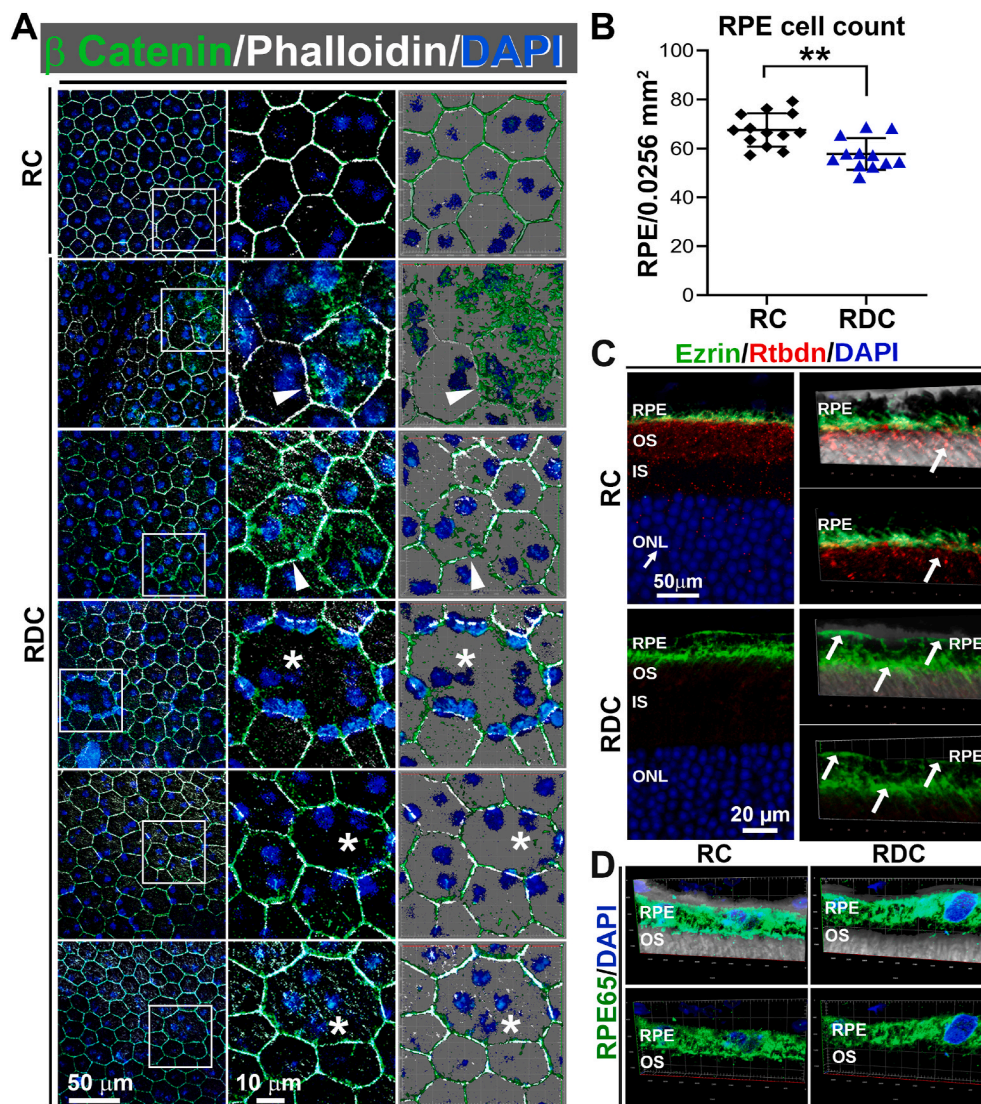 A
β Catenin/Phalloidin/DAPI
RC
RDC
*
*
*
*
*
*
50 μm
10 μm
B
RPE cell count
**
RPE/0.0256 mm²
100
80
60
40
20
0
RC
RDC
C
Ezrin/Rtbdn/DAPI
RC
RPE
OS
IS
ONL
50μm
RPE
RPE
RDC
RPE
OS
IS
ONL
20 μm
RPE
RPE
D
RC
RDC
RPE65/DAPI
RPE
OS
RPE
OS
RPE
OS
RPE
OS